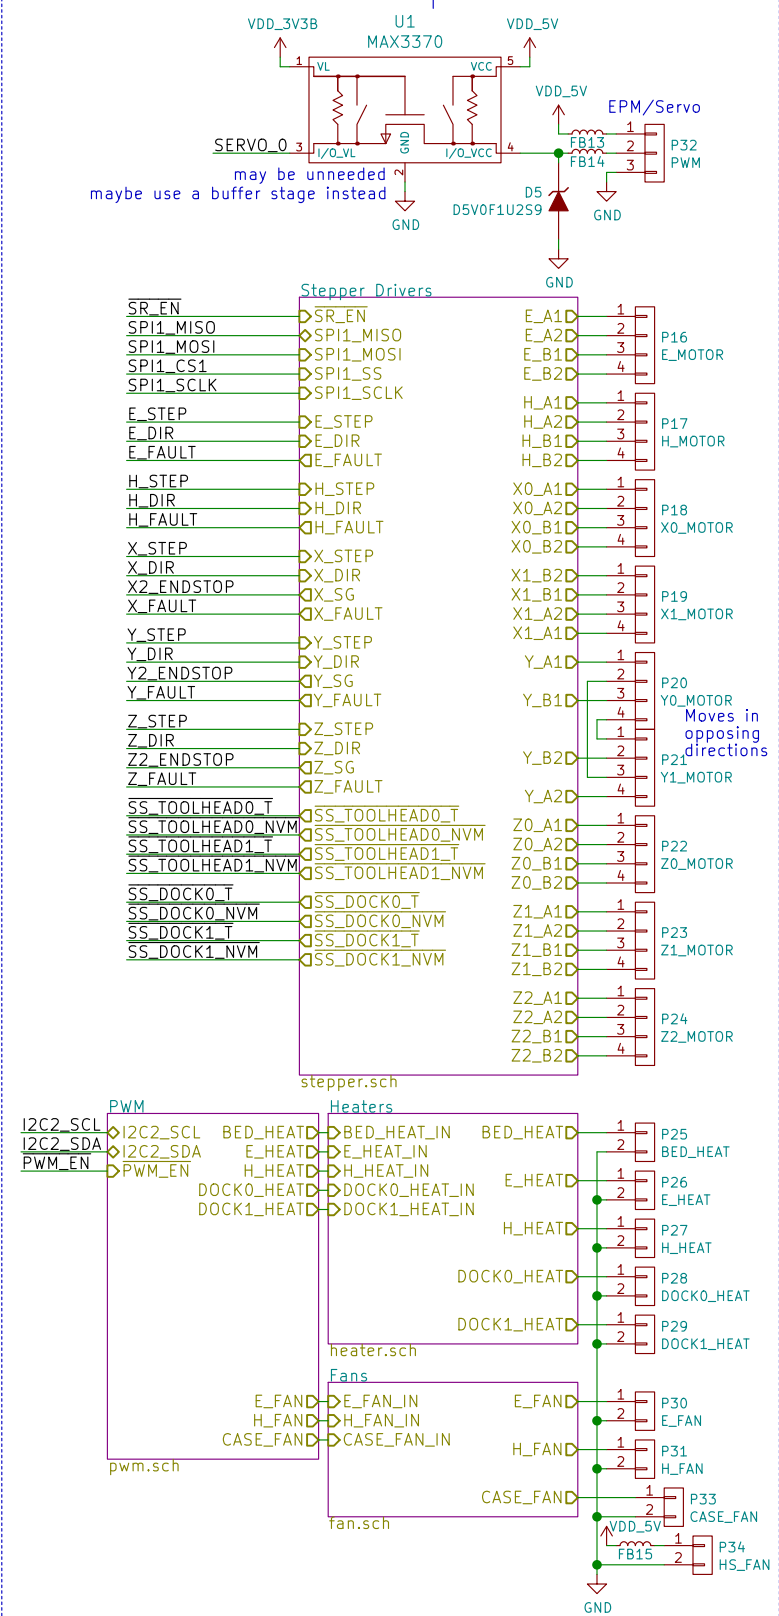 VDD_3V3B
U1
MAX3370
VDD_5V
1
VL
VCC
5
GND
SERVO_0
3
I/O_VL
I/O_VCC
4
2
GND
may be unneeded
maybe use a buffer stage instead
VDD_5V
EPM/Servo
FB13
FB14
1
2
3
P32
PWM
GND
D5
D5V0F1U2S9
GND
Stepper Drivers
SR_EN SR_EN E_A1 1
SPI1_MISO SPI1_MISO E_A2 2 P16
SPI1_MOSI SPI1_MOSI E_B1 3 E_MOTOR
SPI1_CS1 SPI1_SS E_B2 4
SPI1_SCLK SPI1_SCLK
H_A1 1
E_STEP E_STEP H_A2 2 P17
E_DIR E_DIR H_B1 3 H_MOTOR
E_FAULT E_FAULT H_B2 4
H_STEP H_STEP X0_A1 1
H_DIR H_DIR X0_A2 2 P18
H_FAULT H_FAULT X0_B1 3 X0_MOTOR
X0_B2 4
X_STEP X_STEP
X_DIR X_DIR X1_B2 1
X2_ENDSTOP X_SG X1_B1 2 P19
X_FAULT X_FAULT X1_A2 3 X1_MOTOR
X1_A1 4
Y_STEP Y_STEP
Y_DIR Y_DIR Y_A1 1
Y2_ENDSTOP Y_SG 2 P20
Y_FAULT Y_FAULT Y_B1 3 Y0_MOTOR
4
Moves in
opposing
directions
Z_STEP Z_STEP
Z_DIR Z_DIR 1
Z2_ENDSTOP Z_SG Y_B2 2 P21
Z_FAULT Z_FAULT 3 Y1_MOTOR
Y_A2 4
SS_TOOLHEAD0_T SS_TOOLHEAD0_T Z0_A1 1
SS_TOOLHEAD0_NVM SS_TOOLHEAD0_NVM Z0_A2 2 P22
SS_TOOLHEAD1_T SS_TOOLHEAD1_T Z0_B1 3 Z0_MOTOR
SS_TOOLHEAD1_NVM SS_TOOLHEAD1_NVM Z0_B2 4
SS_DOCK0_T SS_DOCK0_T Z1_A1 1
SS_DOCK0_NVM SS_DOCK0_NVM Z1_A2 2 P23
SS_DOCK1_T SS_DOCK1_T Z1_B1 3 Z1_MOTOR
SS_DOCK1_NVM SS_DOCK1_NVM Z1_B2 4
Z2_A1 1
Z2_A2 2 P24
Z2_B1 3 Z2_MOTOR
Z2_B2 4
stepper.sch
PWM
Heaters
I2C2_SCL I2C2_SCL BED_HEAT BED_HEAT_IN BED_HEAT 1 P25
I2C2_SDA I2C2_SDA E_HEAT E_HEAT_IN 2 BED_HEAT
PWM_EN PWM_EN H_HEAT H_HEAT_IN
E_HEAT 1 P26
DOCK0_HEAT DOCK0_HEAT_IN 2 E_HEAT
DOCK1_HEAT DOCK1_HEAT_IN
H_HEAT 1 P27
2 H_HEAT
DOCK0_HEAT 1 P28
2 DOCK0_HEAT
DOCK1_HEAT 1 P29
2 DOCK1_HEAT
heater.sch
Fans
E_FAN E_FAN_IN E_FAN 1 P30
H_FAN H_FAN_IN 2 E_FAN
CASE_FAN CASE_FAN_IN
H_FAN 1 P31
pwm.sch
2 H_FAN
CASE_FAN 1 P33
2 CASE_FAN
fan.sch
VDD_5V
FB15
1 P34
2 HS_FAN
GND